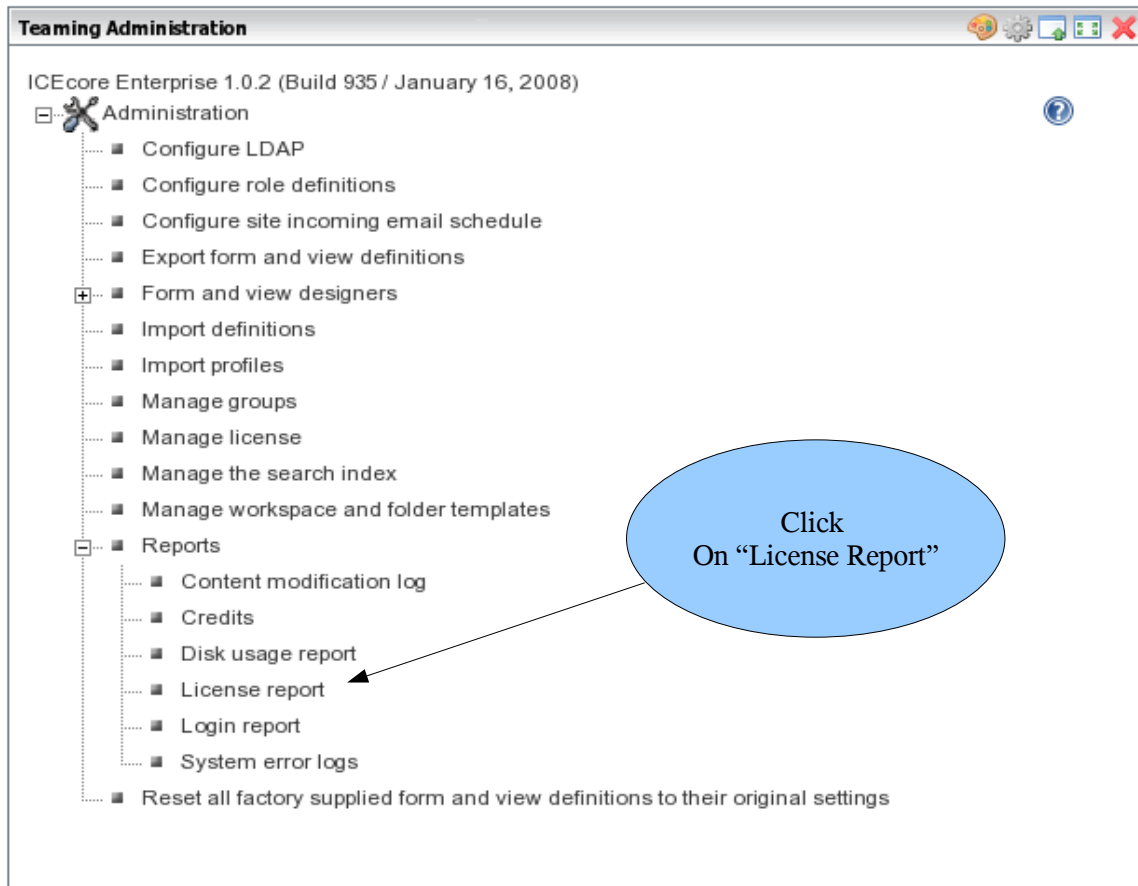 Teaming Administration
ICEcore Enterprise 1.0.2 (Build 935 / January 16, 2008)
Administration
Configure LDAP
Configure role definitions
Configure site incoming email schedule
Export form and view definitions
Form and view designers
Import definitions
Import profiles
Manage groups
Manage license
Manage the search index
Manage workspace and folder templates
Reports
Content modification log
Credits
Disk usage report
License report
Login report
System error logs
Reset all factory supplied form and view definitions to their original settings
Click
On “License Report”